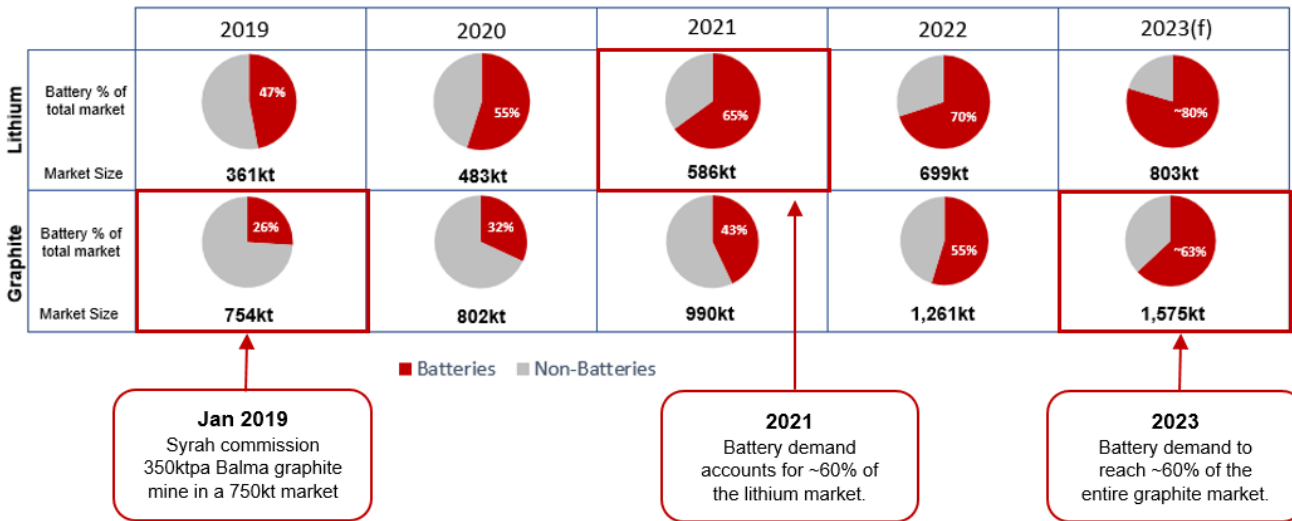 2019 2020 2021 2022 2023(f)
Lithium
Battery % of
total market
47% 55% 65% 70% ~80%
Market Size 361kt 483kt 586kt 699kt 803kt
Graphite
Battery % of
total market
26% 32% 43% 55% ~63%
Market Size 754kt 802kt 990kt 1,261kt 1,575kt
Batteries Non-Batteries
Jan 2019
Syrah commission
350ktpa Balma graphite
mine in a 750kt market
2021
Battery demand
accounts for ~60% of
the lithium market.
2023
Battery demand to
reach ~60% of the
entire graphite market.